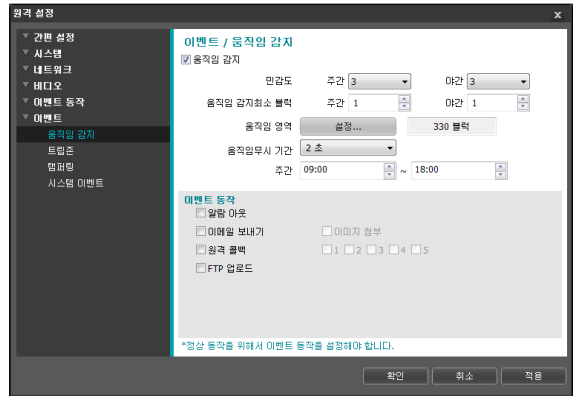 원격 설정
x
간편 설정
시스템
네트워크
비디오
이벤트 동작
이벤트
움직임 감지
트립존
탬퍼링
시스템 이벤트
이벤트 / 움직임 감지
움직임 감지
민감도 주간 3 야간 3
움직임 감지최소 블럭 주간 1 야간 1
움직임 영역 설정... 330 블럭
움직임무시 기간 2 초
주간 09:00 ~ 18:00
이벤트 동작
알람 아웃
이메일 보내기 이미지 첨부
원격 콜백 1 2 3 4 5
FTP 업로드
*정상 동작을 위해서 이벤트 동작을 설정해야 합니다.
확인 취소 적용